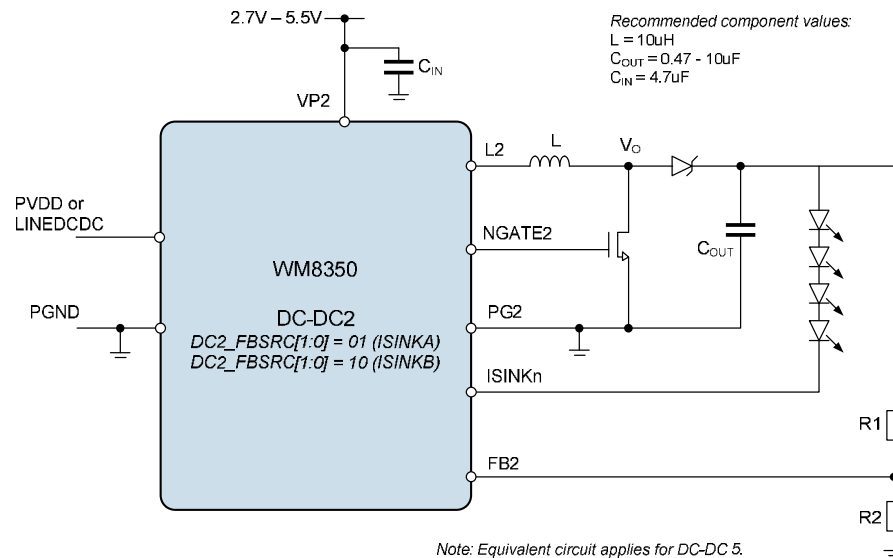 2.7V – 5.5V
Recommended component values:
L = 10uH
COUT = 0.47 - 10uF
CIN = 4.7uF
CIN
VP2
L2
L
VO
PVDD or
LINEDCDC
NGATE2
COUT
WM8350
PGND
DC-DC2
PG2
DC2_FBSRC[1:0] = 01 (ISINKA)
DC2_FBSRC[1:0] = 10 (ISINKB)
ISINKn
R1
FB2
R2
Note: Equivalent circuit applies for DC-DC 5.